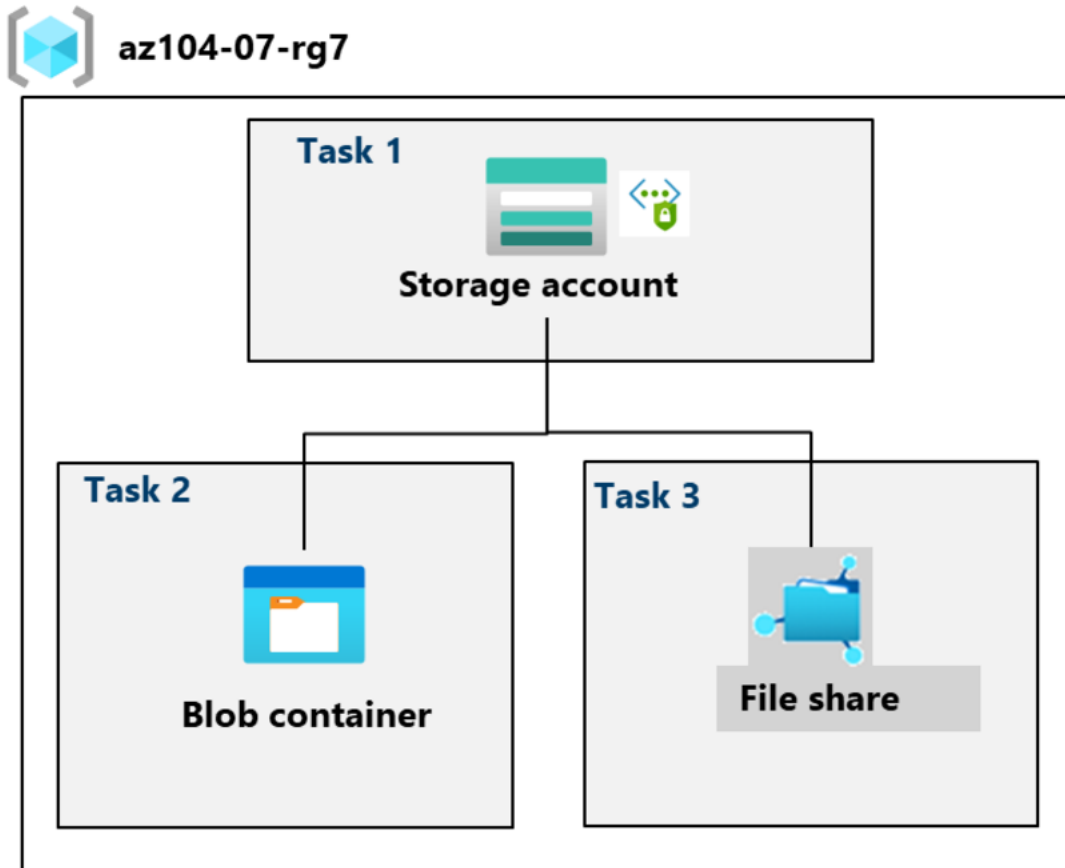 az104-07-rg7
Task 1
Storage account
Task 2
Task 3
Blob container
File share